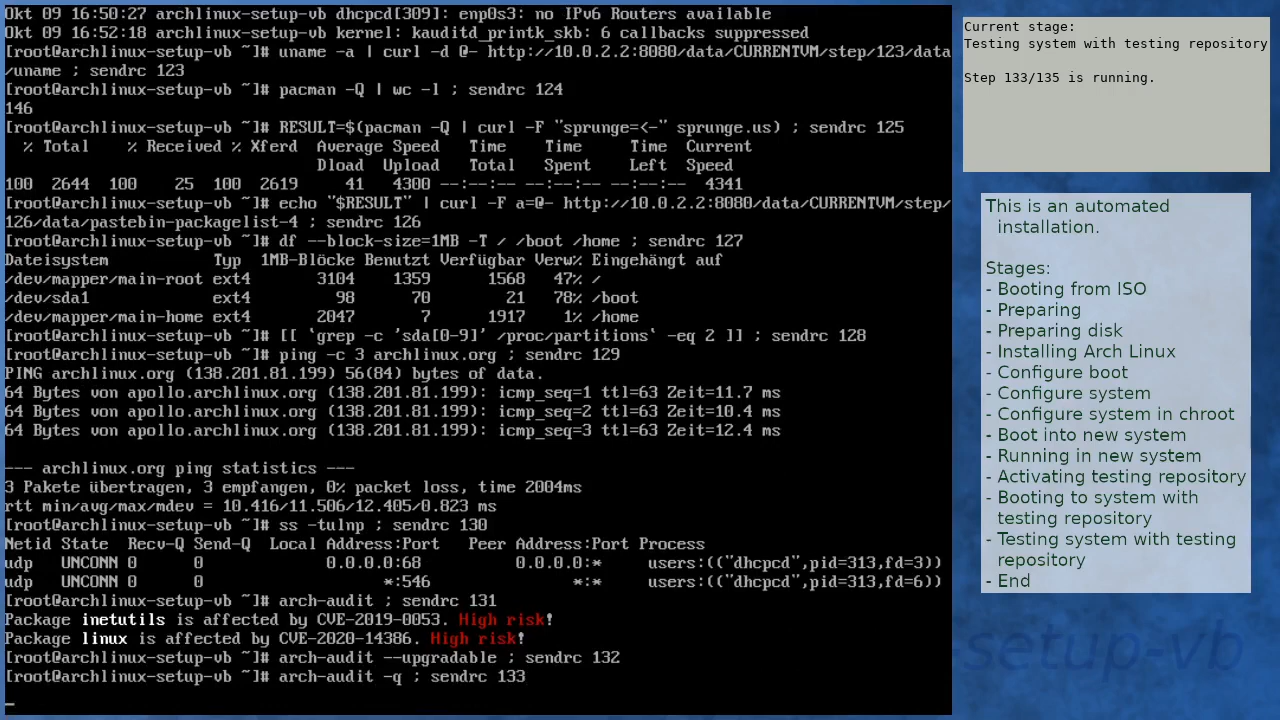 Okt 09 16:50:27 archlinux-setup-vb dhcpcd[309]: enp0s3: no IPv6 Routers available
Okt 09 16:52:18 archlinux-setup-vb kernel: kauditd_printk_skb: 6 callbacks suppressed
[root@archlinux-setup-vb ~]# uname -a | curl -d @- http://10.0.2.2:8080/data/CURRENTVM/step/123/data
/uname ; sendrc 123
[root@archlinux-setup-vb ~]# pacman -Q | wc -l ; sendrc 124
146
[root@archlinux-setup-vb ~]# RESULT=$(pacman -Q | curl -F "sprunge=<-" sprunge.us) ; sendrc 125
  % Total    % Received % Xferd  Average Speed   Time    Time     Time  Current
                                 Dload  Upload   Total   Spent    Left  Speed
100  2644  100    25  100  2619     41   4300 --:--:-- --:--:-- --:--:--  4341
[root@archlinux-setup-vb ~]# echo "$RESULT" | curl -F a=@- http://10.0.2.2:8080/data/CURRENTVM/step/
126/data/pastebin-packagelist-4 ; sendrc 126
[root@archlinux-setup-vb ~]# df --block-size=1MB -T / /boot /home ; sendrc 127
Dateisystem           Typ  1MB-Blöcke Benutzt Verfügbar Verw% Eingehängt auf
/dev/mapper/main-root ext4       3104    1359      1568   47% /
/dev/sda1             ext4         98      70        21   78% /boot
/dev/mapper/main-home ext4       2047       7      1917    1% /home
[root@archlinux-setup-vb ~]# [[ `grep -c 'sda[0-9]' /proc/partitions` -eq 2 ]] ; sendrc 128
[root@archlinux-setup-vb ~]# ping -c 3 archlinux.org ; sendrc 129
PING archlinux.org (138.201.81.199) 56(84) bytes of data.
64 Bytes von apollo.archlinux.org (138.201.81.199): icmp_seq=1 ttl=63 Zeit=11.7 ms
64 Bytes von apollo.archlinux.org (138.201.81.199): icmp_seq=2 ttl=63 Zeit=10.4 ms
64 Bytes von apollo.archlinux.org (138.201.81.199): icmp_seq=3 ttl=63 Zeit=12.4 ms
--- archlinux.org ping statistics ---
3 Pakete übertragen, 3 empfangen, 0% packet loss, time 2004ms
rtt min/avg/max/mdev = 10.416/11.506/12.405/0.823 ms
[root@archlinux-setup-vb ~]# ss -tulnp ; sendrc 130
Netid State  Recv-Q Send-Q  Local Address:Port   Peer Address:Port Process
udp   UNCONN 0      0             0.0.0.0:68          0.0.0.0:*     users:(("dhcpcd",pid=313,fd=3))
udp   UNCONN 0      0                   *:546               *:*     users:(("dhcpcd",pid=313,fd=6))
[root@archlinux-setup-vb ~]# arch-audit ; sendrc 131
Package inetutils is affected by CVE-2019-0053. High risk!
Package linux is affected by CVE-2020-14386. High risk!
[root@archlinux-setup-vb ~]# arch-audit --upgradable ; sendrc 132
[root@archlinux-setup-vb ~]# arch-audit -q ; sendrc 133
_
Current stage:
Testing system with testing repository
Step 133/135 is running.
This is an automated
installation.
Stages:
- Booting from ISO
- Preparing
- Preparing disk
- Installing Arch Linux
- Configure boot
- Configure system
- Configure system in chroot
- Boot into new system
- Running in new system
- Activating testing repository
- Booting to system with
testing repository
- Testing system with testing
repository
- End
setup-vb